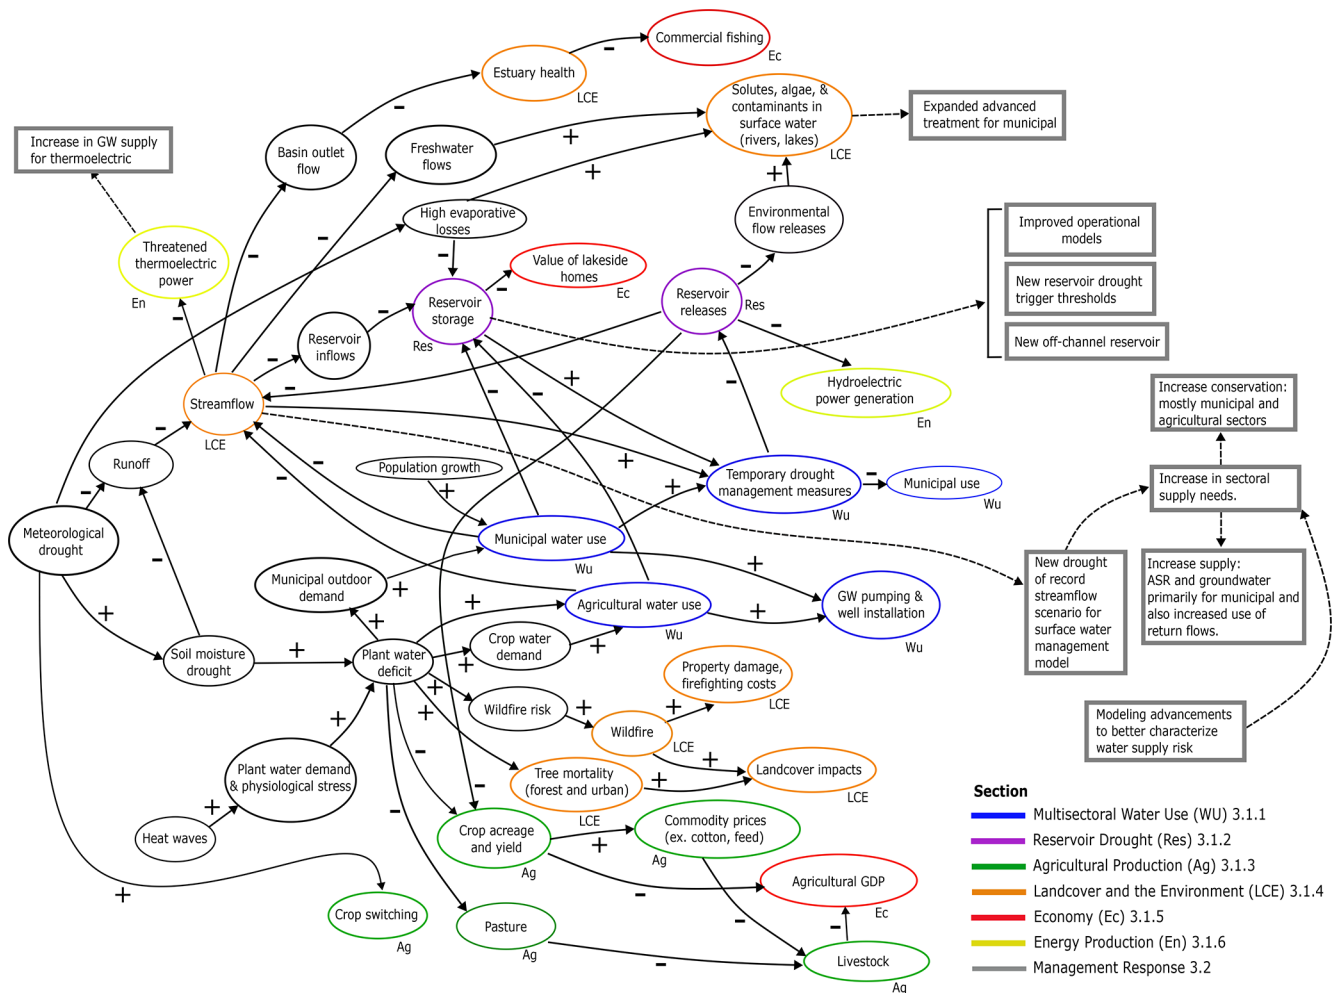 Commercial fishing
Ec
Estuary health
LCE
Solutes, algae, &
contaminants in
surface water
(rivers, lakes)
LCE
Expanded advanced
treatment for municipal
Increase in GW supply
for thermoelectric
Basin outlet
flow
Freshwater
flows
High evaporative
losses
Environmental
flow releases
Improved operational
models
New reservoir drought
trigger thresholds
New off-channel reservoir
Threatened
thermoelectric
power
En
Value of lakeside
homes
Ec
Reservoir
storage
Res
Reservoir
releases
Res
Reservoir
inflows
Hydroelectric
power generation
En
Streamflow
LCE
Increase conservation:
mostly municipal and
agricultural sectors
Runoff
Population growth
Temporary drought
management measures
Wu
Municipal use
Wu
Increase in sectoral
supply needs.
Meteorological
drought
Municipal water use
Wu
Municipal outdoor
demand
Agricultural water use
Wu
GW pumping &
well installation
Wu
New drought
of record
streamflow
scenario for
surface water
management
model
Increase supply:
ASR and groundwater
primarily for municipal and
also increased use of
return flows.
Soil moisture
drought
Plant water
deficit
Crop water
demand
Property damage,
firefighting costs
LCE
Wildfire risk
Wildfire
LCE
Modeling advancements
to better characterize
water supply risk
Plant water demand
& physiological stress
Tree mortality
(forest and urban)
LCE
Landcover impacts
LCE
Heat waves
Crop acreage
and yield
Ag
Commodity prices
(ex. cotton, feed)
Ag
Agricultural GDP
Ec
Crop switching
Ag
Pasture
Ag
Livestock
Ag
Section
Multisectoral Water Use (WU) 3.1.1
Reservoir Drought (Res) 3.1.2
Agricultural Production (Ag) 3.1.3
Landcover and the Environment (LCE) 3.1.4
Economy (Ec) 3.1.5
Energy Production (En) 3.1.6
Management Response 3.2